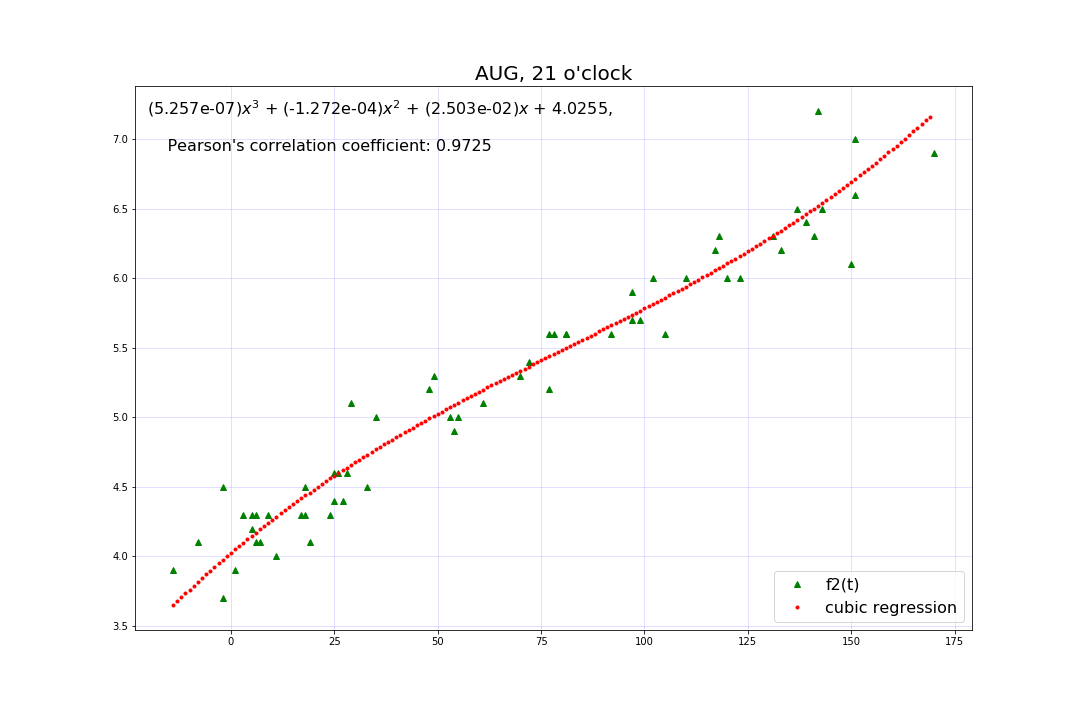 AUG, 21 o'clock
(5.257e-07)x³ + (-1.272e-04)x² + (2.503e-02)x + 4.0255,
Pearson's correlation coefficient: 0.9725
7.0
6.5
6.0
5.5
5.0
4.5
4.0
3.5
f2(t)
cubic regression
0 25 50 75 100 125 150 175